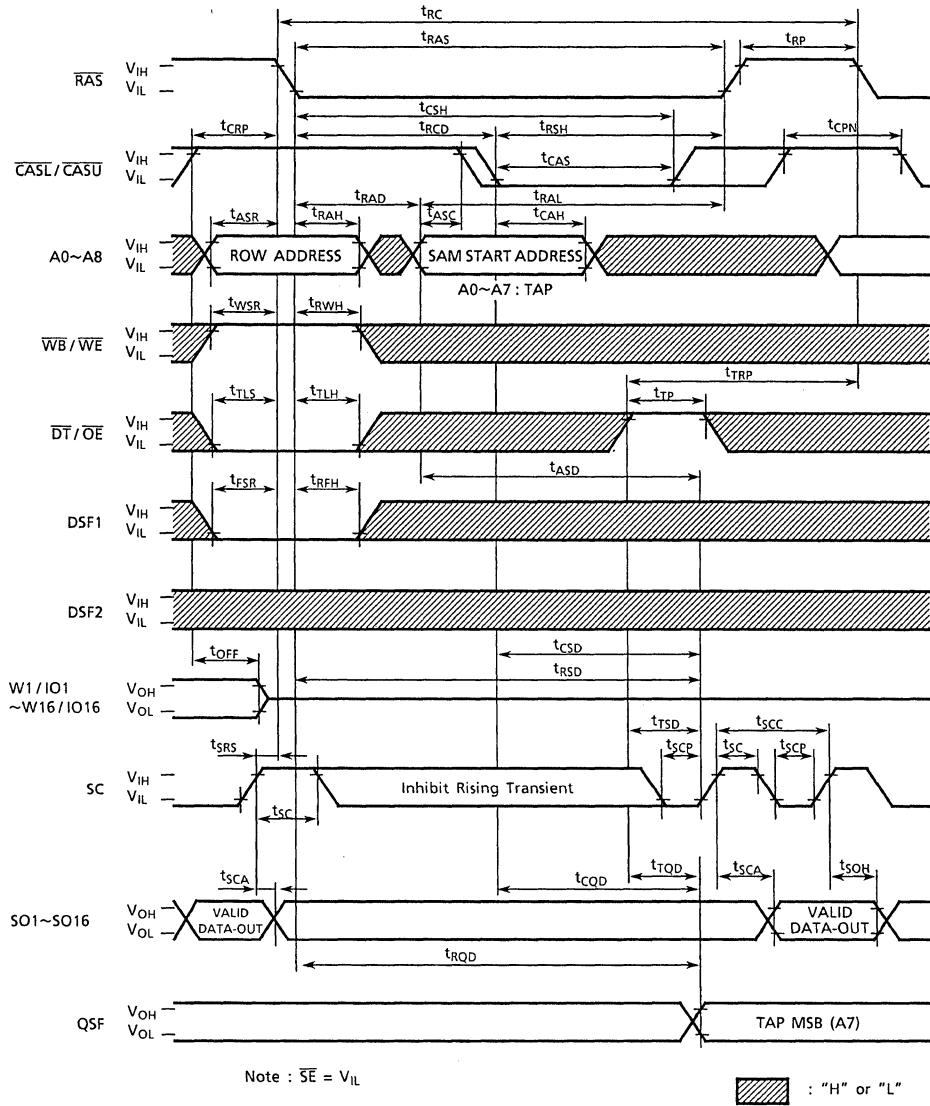 tRC
tRAS
tRP
RAS
VIH
VIL
tCSH
tCRP
tRCD
tRSH
tCPN
CASL / CASU
VIH
VIL
tCAS
tRAD
tRAL
tASR
tRAH
tASC
tCAH
A0~A8
VIH
VIL
ROW ADDRESS
SAM START ADDRESS
A0~A7 : TAP
tWSR
tRWH
WB / WE
VIH
VIL
tTRP
tTLS
tTLH
tTP
DT / OE
VIH
VIL
tASD
tFSR
tRFH
DSF1
VIH
VIL
DSF2
VIH
VIL
tCSD
tOFF
tRSD
W1 / IO1
~W16 / IO16
VOH
VOL
tTSD
tSCC
tSRS
tSCP
tSC
tSCP
SC
VIH
VIL
Inhibit Rising Transient
tSC
tSCA
tCQD
tTQD
tSCA
tSOH
SO1~SO16
VOH
VOL
VALID
DATA-OUT
VALID
DATA-OUT
tRQD
QSF
VOH
VOL
TAP MSB (A7)
Note : SE = VIL
: "H" or "L"